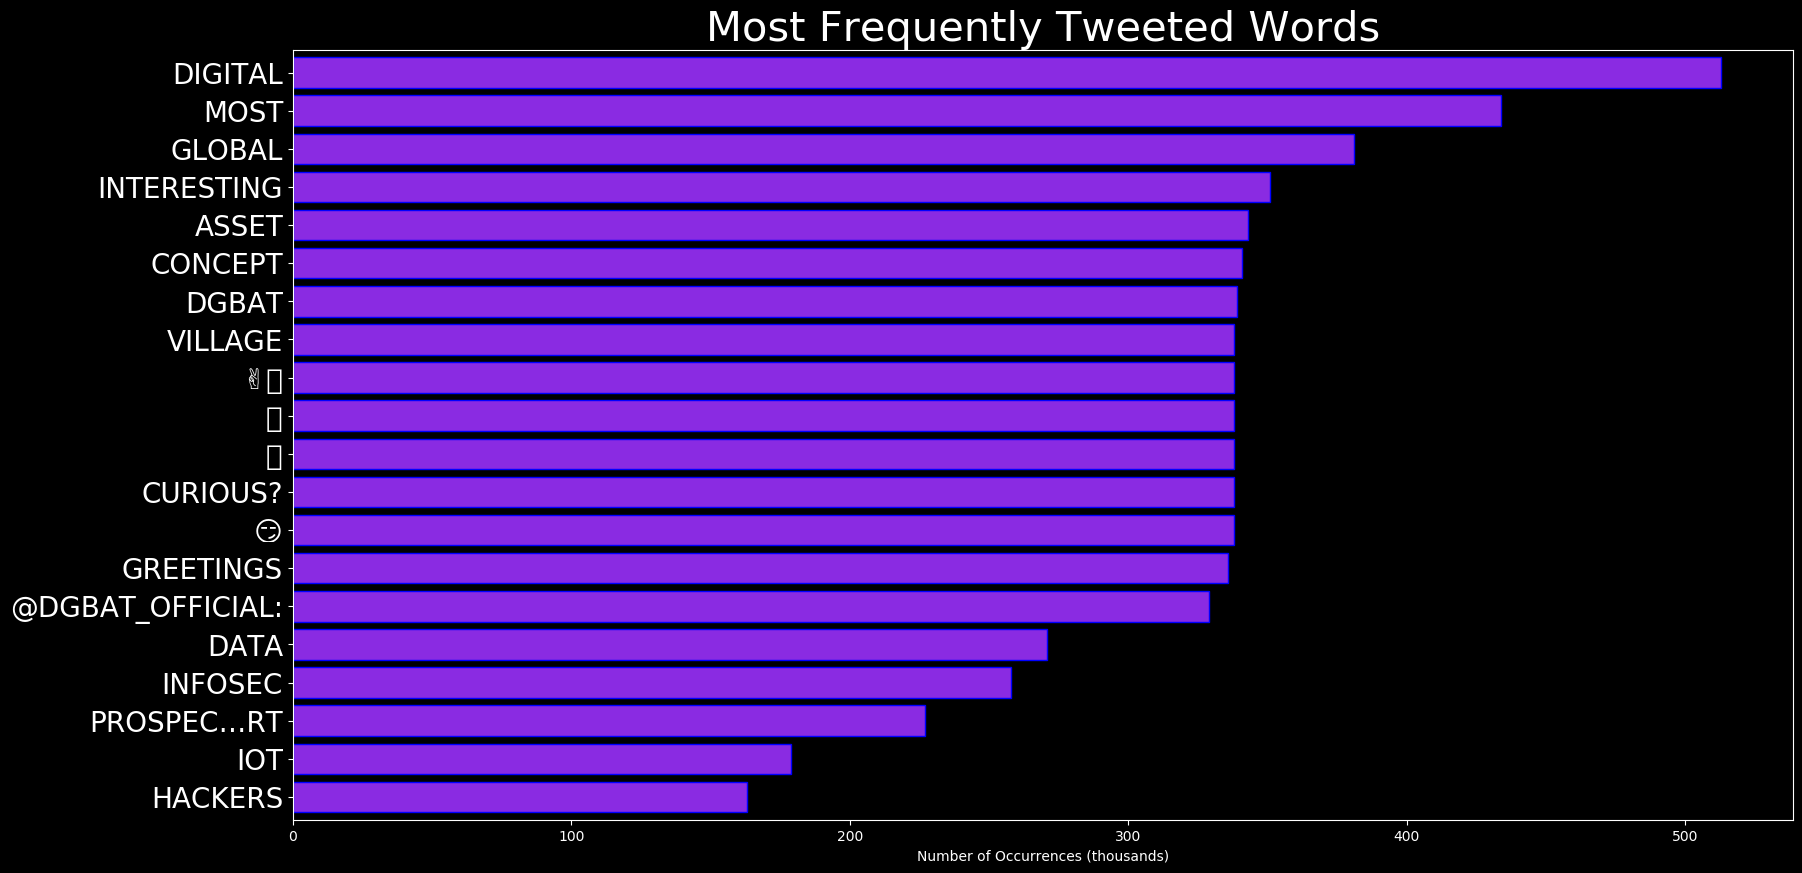 Most Frequently Tweeted Words
DIGITAL
MOST
GLOBAL
INTERESTING
ASSET
CONCEPT
DGBAT
VILLAGE
✌
CURIOUS?
😏
GREETINGS
@DGBAT_OFFICIAL:
DATA
INFOSEC
PROSPEC…RT
IOT
HACKERS
0 100 200 300 400 500
Number of Occurrences (thousands)